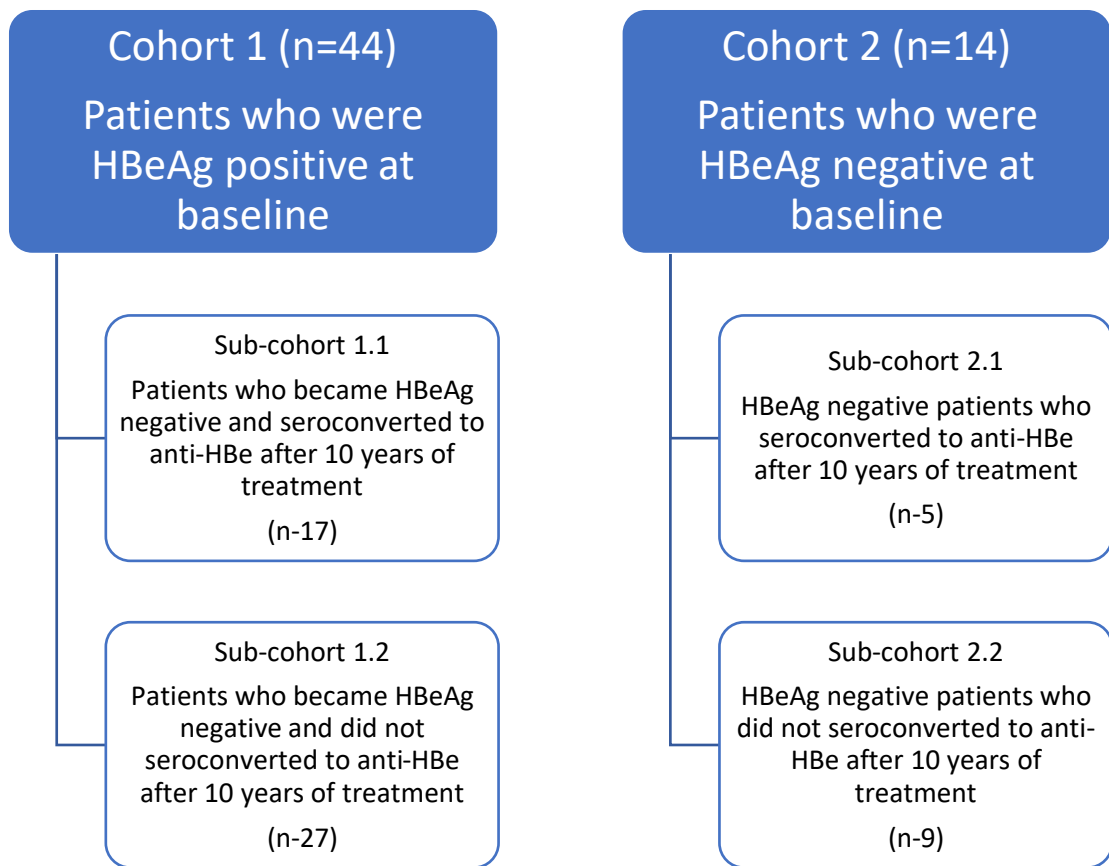 Cohort 1 (n=44)
Patients who were
HBeAg positive at
baseline
Sub-cohort 1.1
Patients who became HBeAg
negative and seroconverted to
anti-HBe after 10 years of
treatment
(n-17)
Sub-cohort 1.2
Patients who became HBeAg
negative and did not
seroconverted to anti-HBe
after 10 years of treatment
(n-27)
Cohort 2 (n=14)
Patients who were
HBeAg negative at
baseline
Sub-cohort 2.1
HBeAg negative patients who
seroconverted to anti-HBe
after 10 years of treatment
(n-5)
Sub-cohort 2.2
HBeAg negative patients who
did not seroconverted to anti-
HBe after 10 years of
treatment
(n-9)